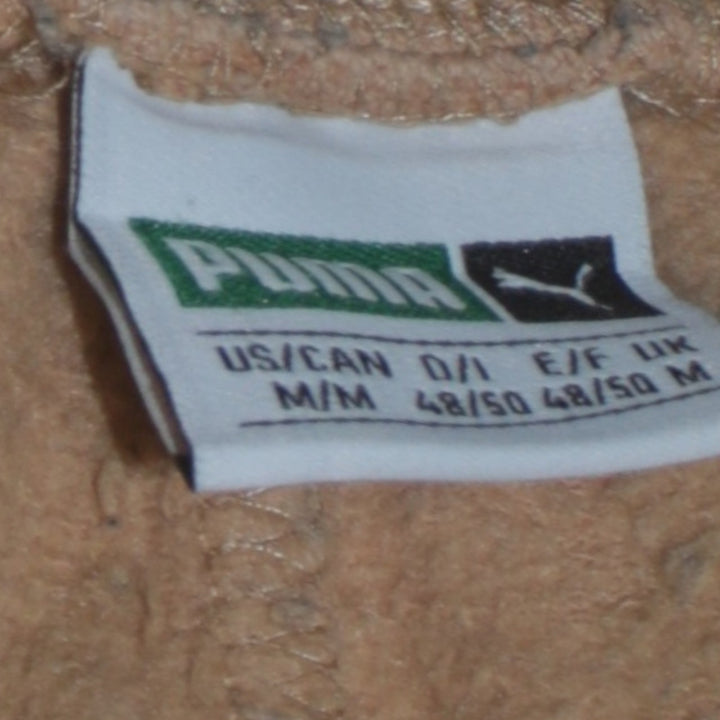 PUMA
US/CAN D/I E/F UK
M/M 48/50 48/50 M